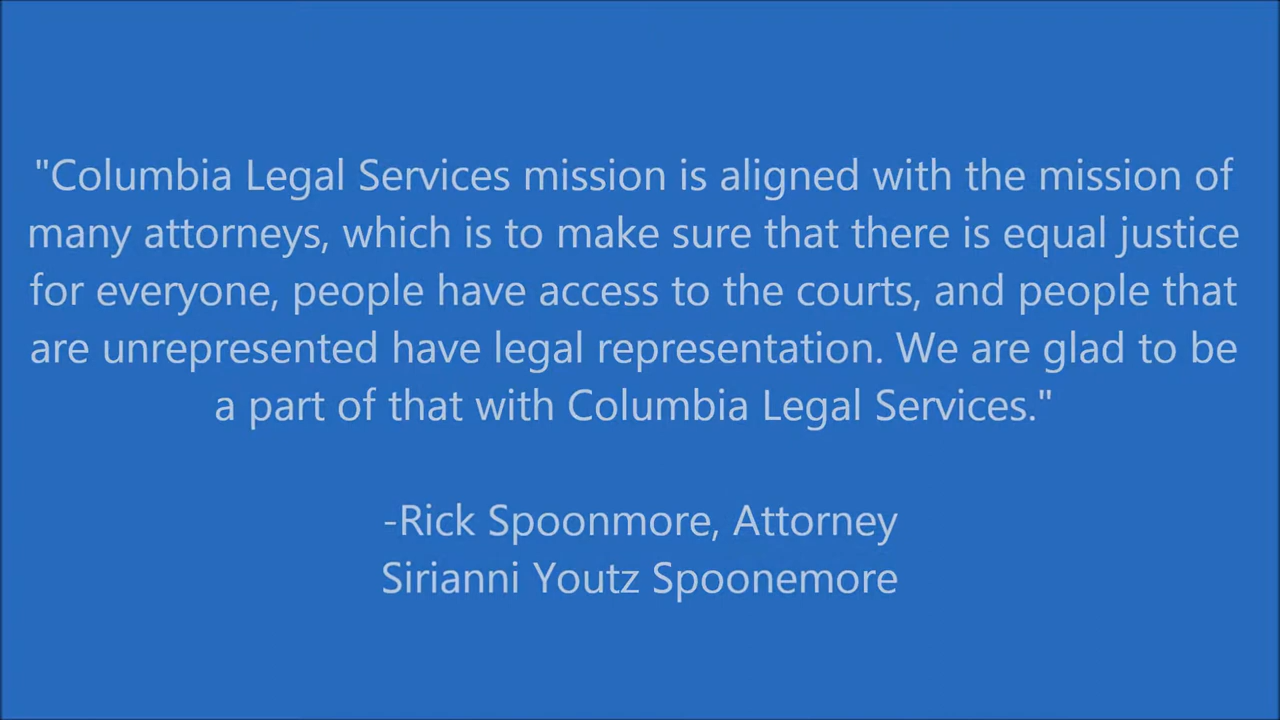 "Columbia Legal Services mission is aligned with the mission of
many attorneys, which is to make sure that there is equal justice
for everyone, people have access to the courts, and people that
are unrepresented have legal representation. We are glad to be
a part of that with Columbia Legal Services."
-Rick Spoonmore, Attorney
Sirianni Youtz Spoonemore